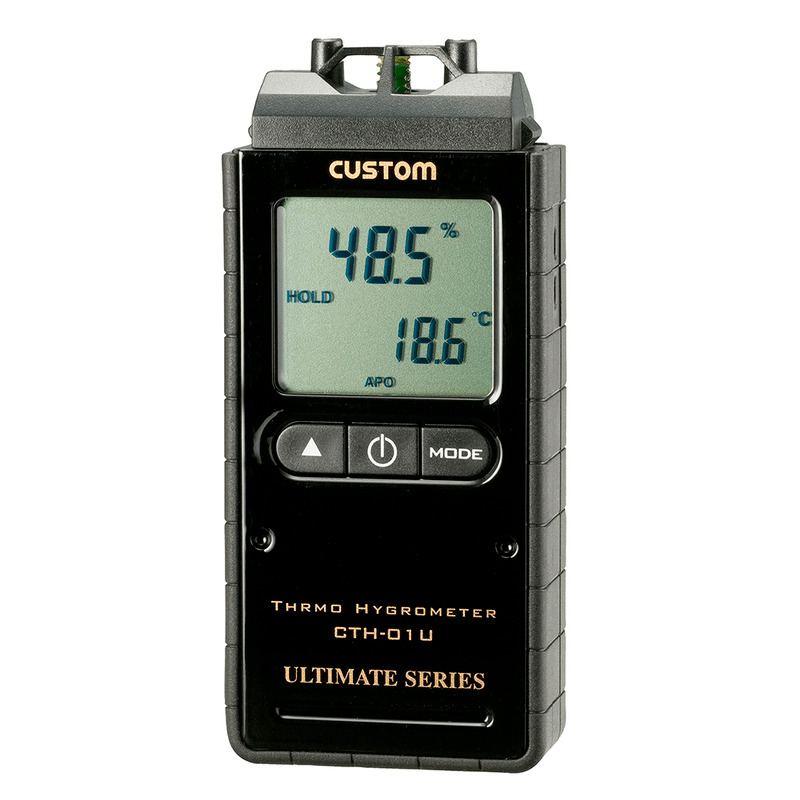 CUSTOM
48.5 %
HOLD
18.6 °C
APO
MODE
THRMO HYGROMETER
CTH-01U
ULTIMATE SERIES